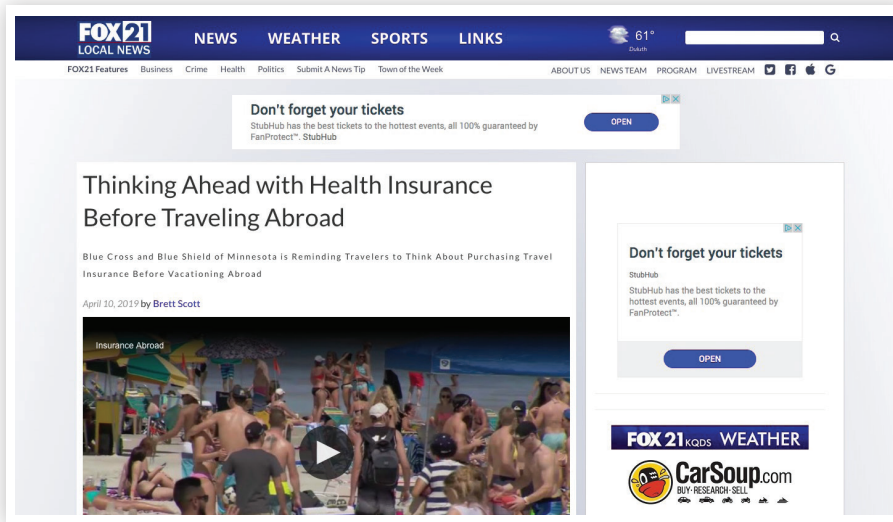 FOX 21
LOCAL NEWS
NEWS WEATHER SPORTS LINKS
61°
Duluth
FOX21 Features Business Crime Health Politics Submit A News Tip Town of the Week
ABOUT US NEWS TEAM PROGRAM LIVESTREAM
Don't forget your tickets
StubHub has the best tickets to the hottest events, all 100% guaranteed by
FanProtect™. StubHub
OPEN
Thinking Ahead with Health Insurance
Before Traveling Abroad
Blue Cross and Blue Shield of Minnesota is Reminding Travelers to Think About Purchasing Travel
Insurance Before Vacationing Abroad
April 10, 2019 by Brett Scott
Insurance Abroad
Don't forget your tickets
StubHub
StubHub has the best tickets to the
hottest events, all 100% guaranteed by
FanProtect™.
OPEN
FOX 21 KQDS WEATHER
CarSoup.com
BUY·RESEARCH·SELL